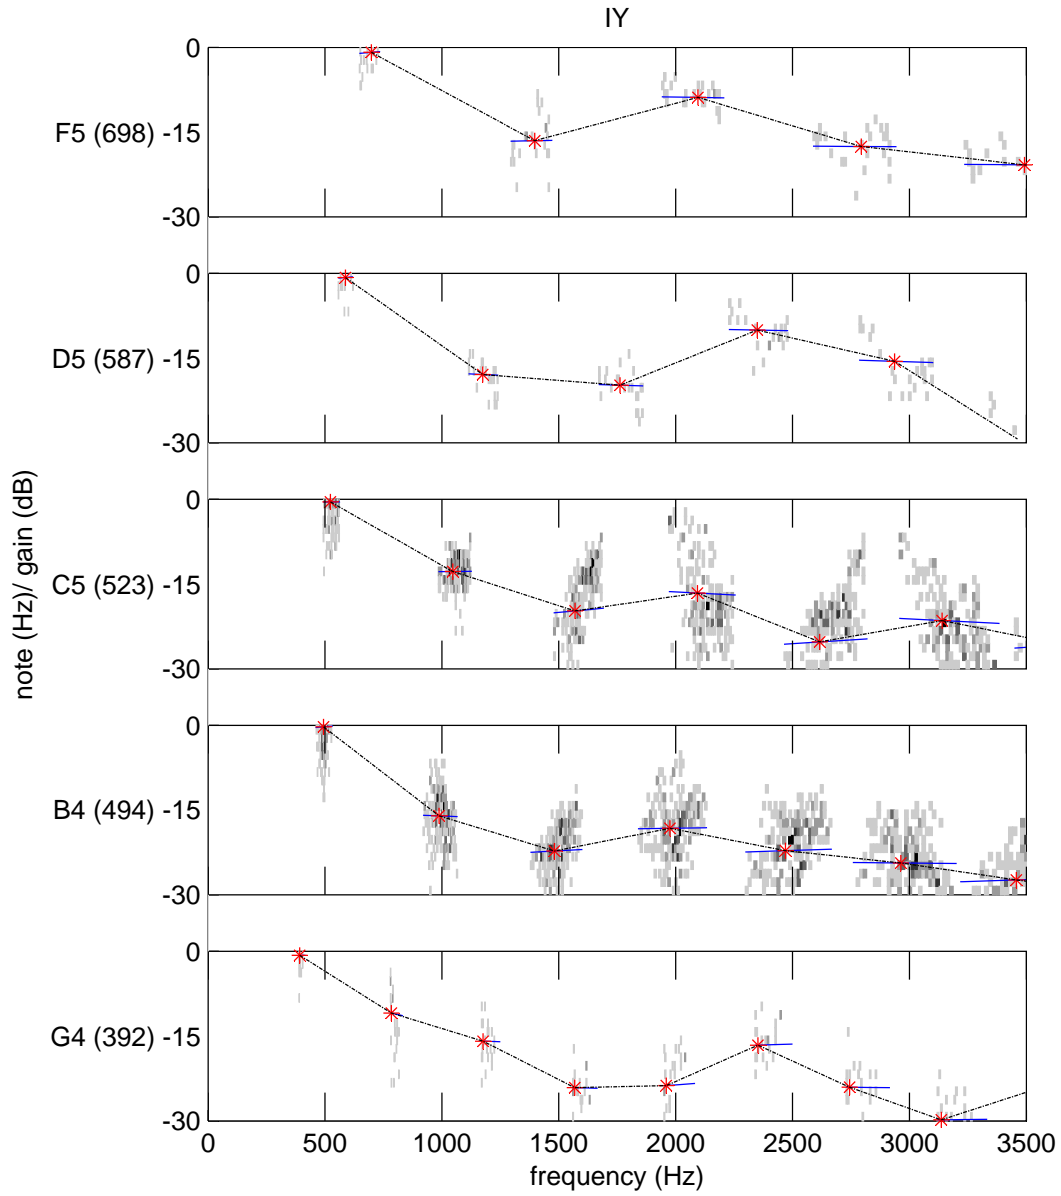 IY
0
F5 (698) -15
-30
0
D5 (587) -15
-30
0
C5 (523) -15
-30
0
B4 (494) -15
-30
0
G4 (392) -15
-30
note (Hz)/ gain (dB)
0 500 1000 1500 2000 2500 3000 3500
frequency (Hz)